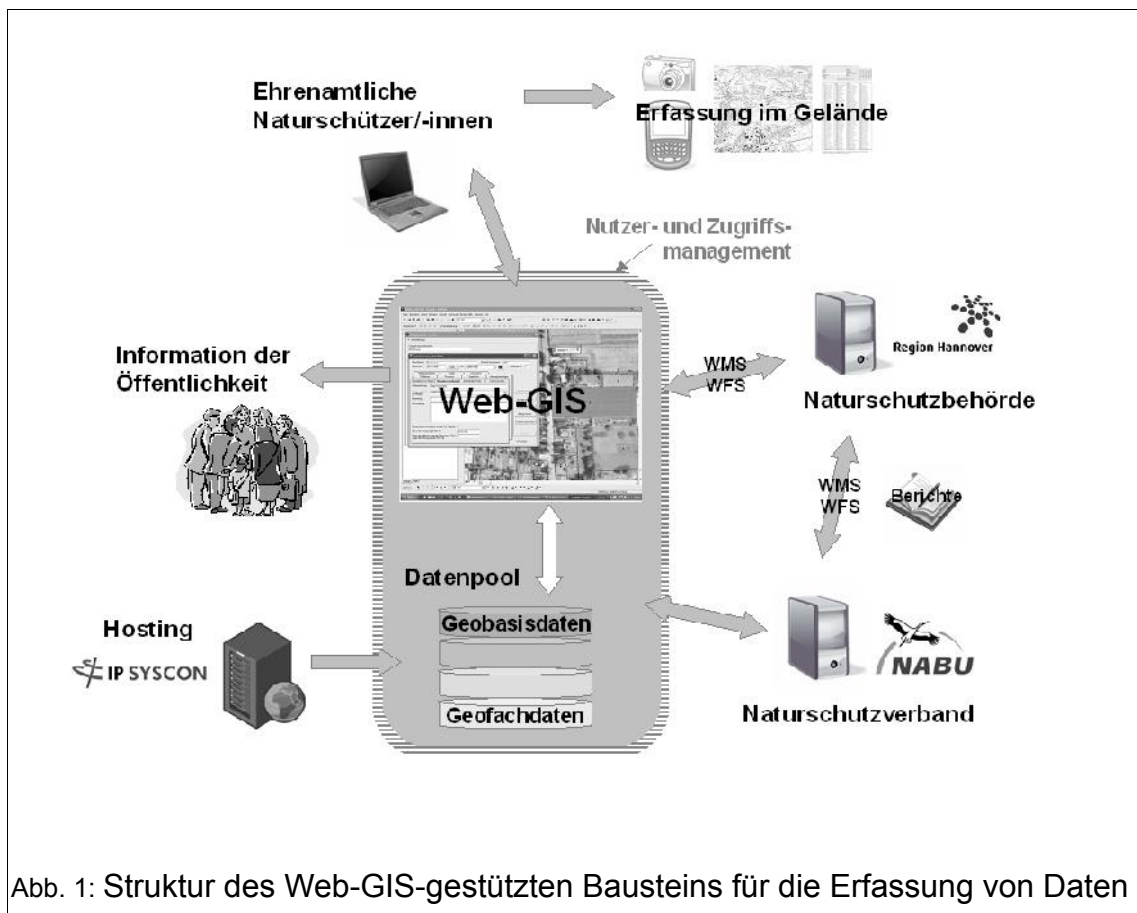 Ehrenamtliche
Naturschützer/-innen
Erfassung im Gelände
Nutzer- und Zugriffs-
management
Information der
Öffentlichkeit
Web-GIS
WMS
WFS
Region Hannover
Naturschutzbehörde
WMS
WFS
Berichte
Datenpool
Geobasisdaten
Geofachdaten
Hosting
IP SYSCON
NABU
Naturschutzverband
Abb. 1: Struktur des Web-GIS-gestützten Bausteins für die Erfassung von Daten